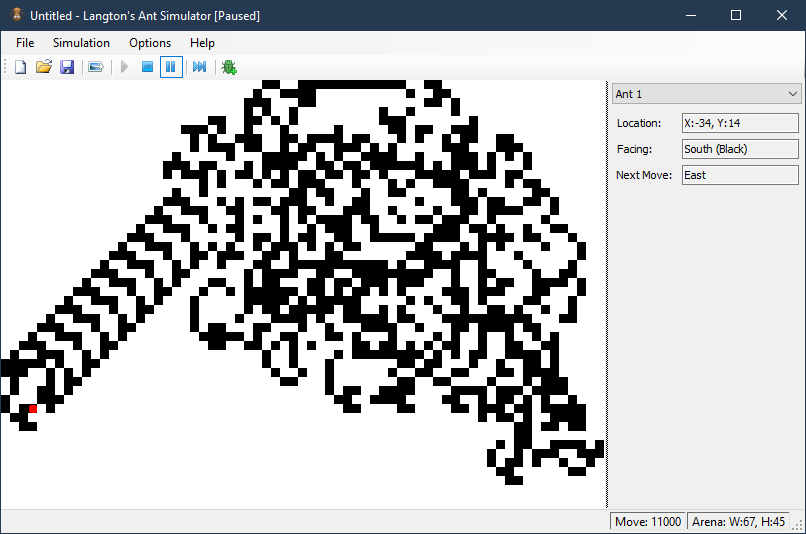 Untitled - Langton's Ant Simulator [Paused]
File Simulation Options Help
Ant 1
Location: X:-34, Y:14
Facing: South (Black)
Next Move: East
Move: 11000 Arena: W:67, H:45